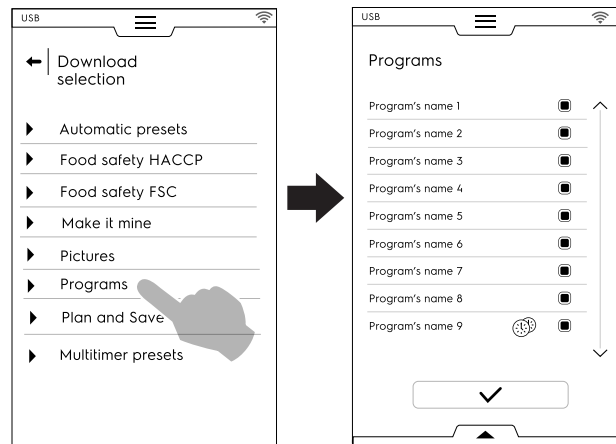 USB
Download
selection
Automatic presets
Food safety HACCP
Food safety FSC
Make it mine
Pictures
Programs
Plan and Save
Multitimer presets
USB
Programs
Program's name 1
Program's name 2
Program's name 3
Program's name 4
Program's name 5
Program's name 6
Program's name 7
Program's name 8
Program's name 9